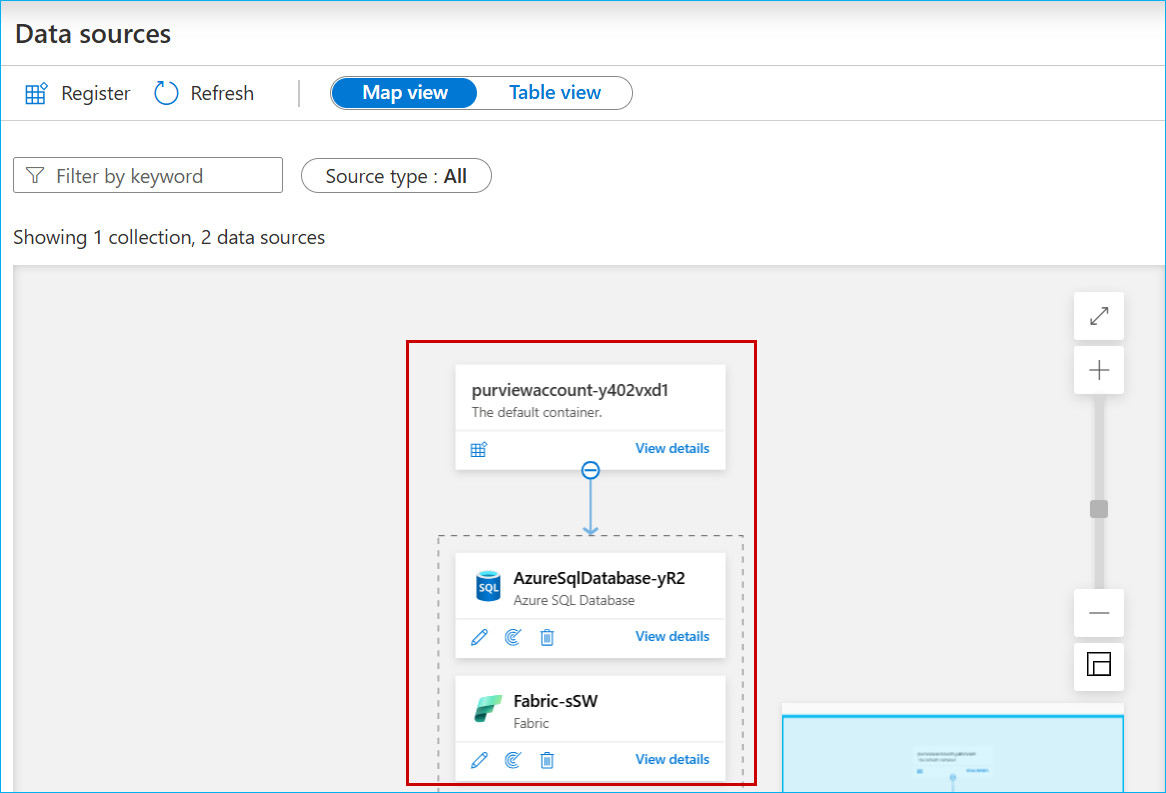 Data sources
Register Refresh Map view Table view
Filter by keyword Source type : All
Showing 1 collection, 2 data sources
purviewaccount-y402vxd1
The default container.
View details
SQL AzureSqlDatabase-yR2
Azure SQL Database
View details
Fabric-sSW
Fabric
View details